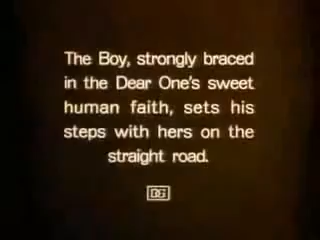 The Boy, strongly braced
in the Dear One's sweet
human faith, sets his
steps with hers on the
straight road.
DG